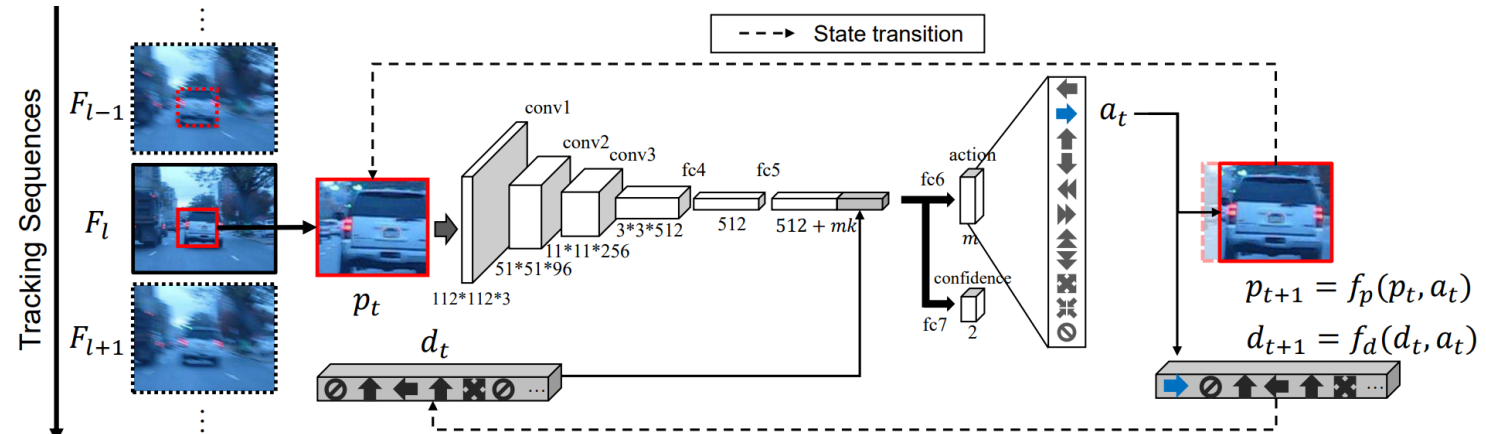 State transition
Tracking Sequences
⋮
F_{l-1}
F_l
F_{l+1}
⋮
p_t
112*112*3
conv1
51*51*96
conv2
11*11*256
conv3
3*3*512
fc4
512
fc5
512 + mk
fc6
action
m
fc7
confidence
2
a_t
d_t
...
p_{t+1} = f_p(p_t, a_t)
d_{t+1} = f_d(d_t, a_t)
...